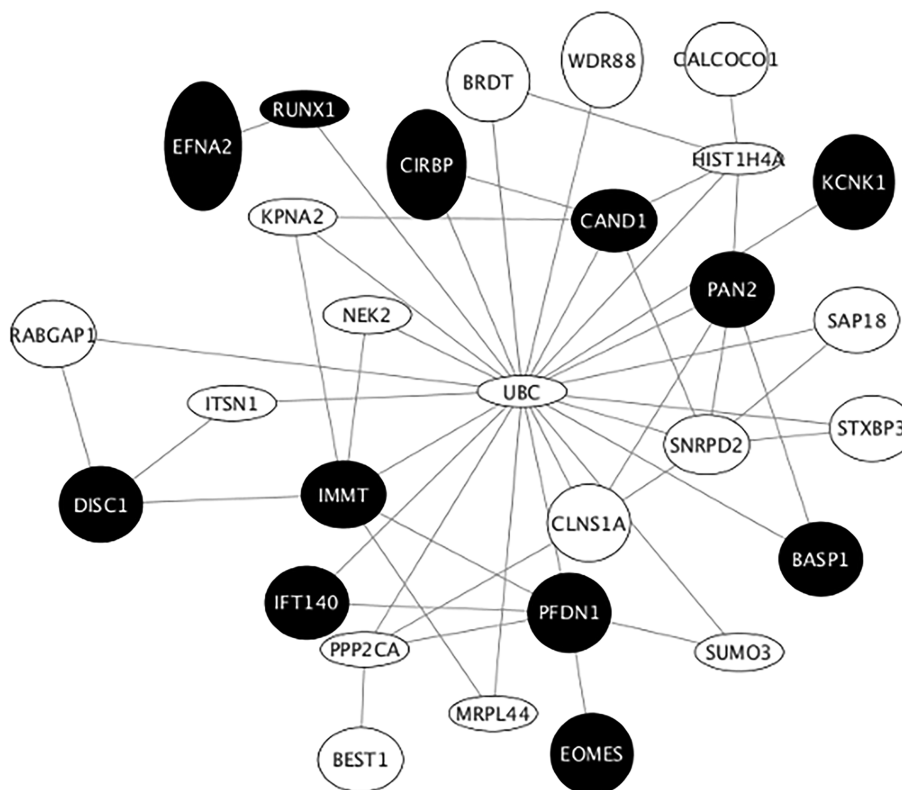 WDR88
CALCOCO1
BRDT
RUNX1
EFNA2
CIRBP
HIST1H4A
KCNK1
KPNA2
CAND1
PAN2
NEK2
SAP18
RABGAP1
UBC
ITSN1
STXBP3
SNRPD2
IMMT
DISC1
CLNS1A
BASP1
IFT140
PFDN1
PPP2CA
SUMO3
MRPL44
BEST1
EOMES